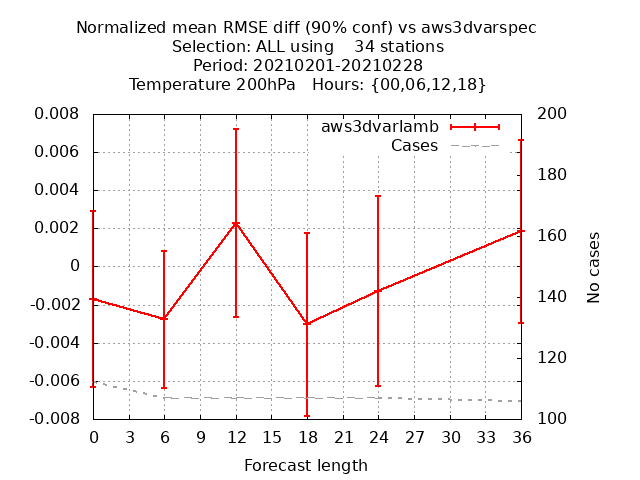 Normalized mean RMSE diff (90% conf) vs aws3dvarspec
Selection: ALL using    34 stations
Period: 20210201-20210228
Temperature 200hPa   Hours: {00,06,12,18}
aws3dvarlamb
Cases
0.008
0.006
0.004
0.002
0
-0.002
-0.004
-0.006
-0.008
200
180
160
140
120
100
No cases
0 3 6 9 12 15 18 21 24 27 30 33 36
Forecast length